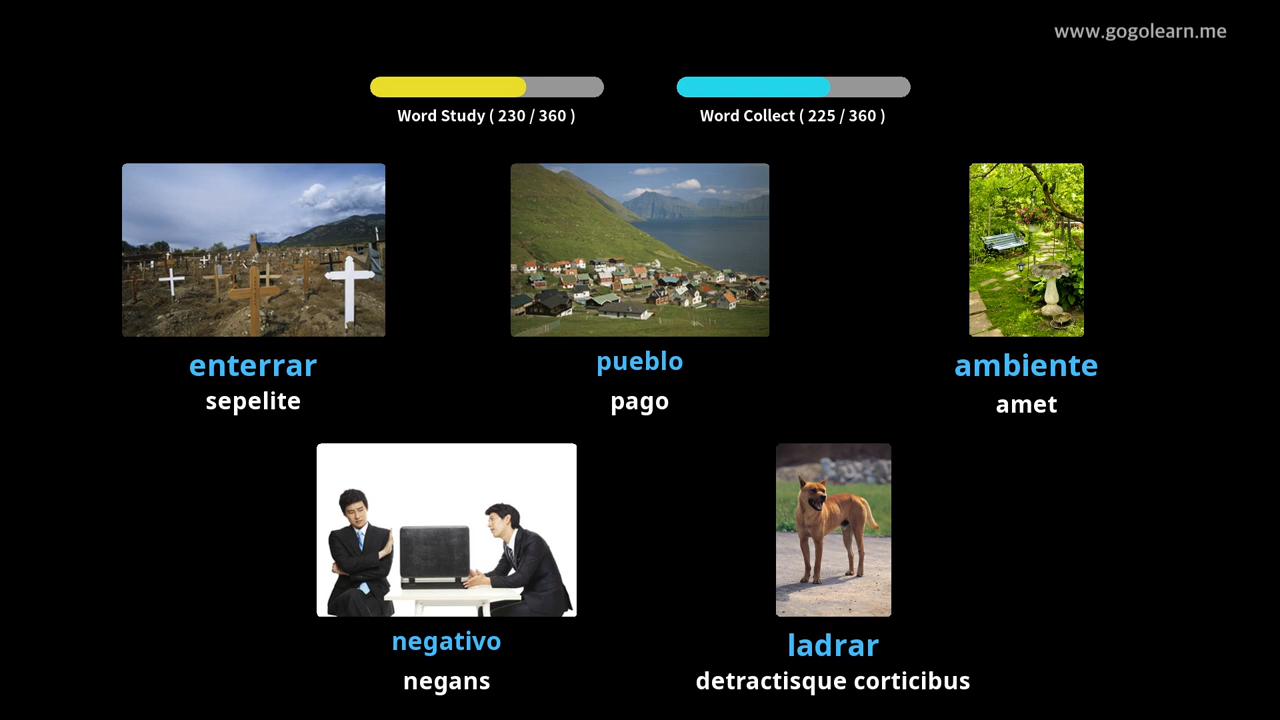 www.gogolearn.me
Word Study ( 230 / 360 )
Word Collect ( 225 / 360 )
enterrar
sepelite
pueblo
pago
ambiente
amet
negativo
negans
ladrar
detractisque corticibus